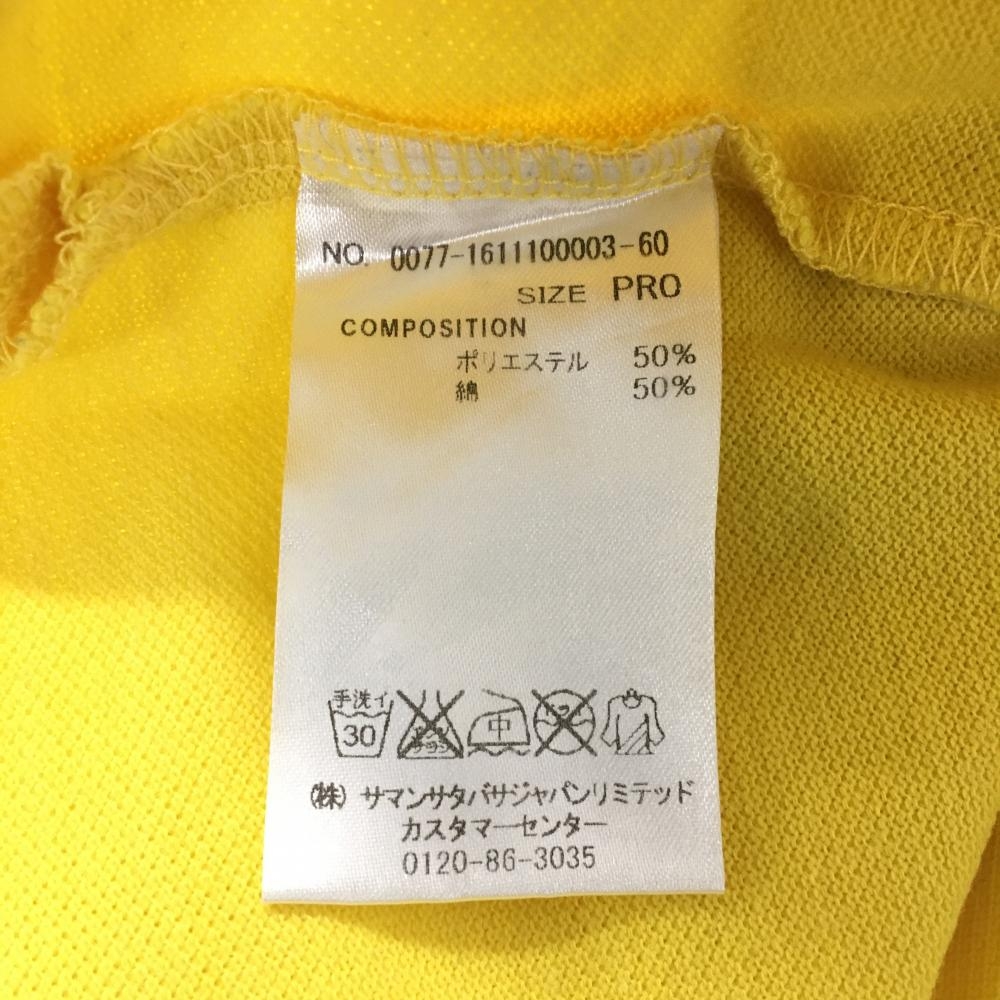 NO. 0077-1611100003-60
SIZE PRO
COMPOSITION
ポリエステル 50%
綿 50%
手洗イ
30
中
(株) サマンサタバサジャパンリミテッド
カスタマーセンター
0120-86-3035